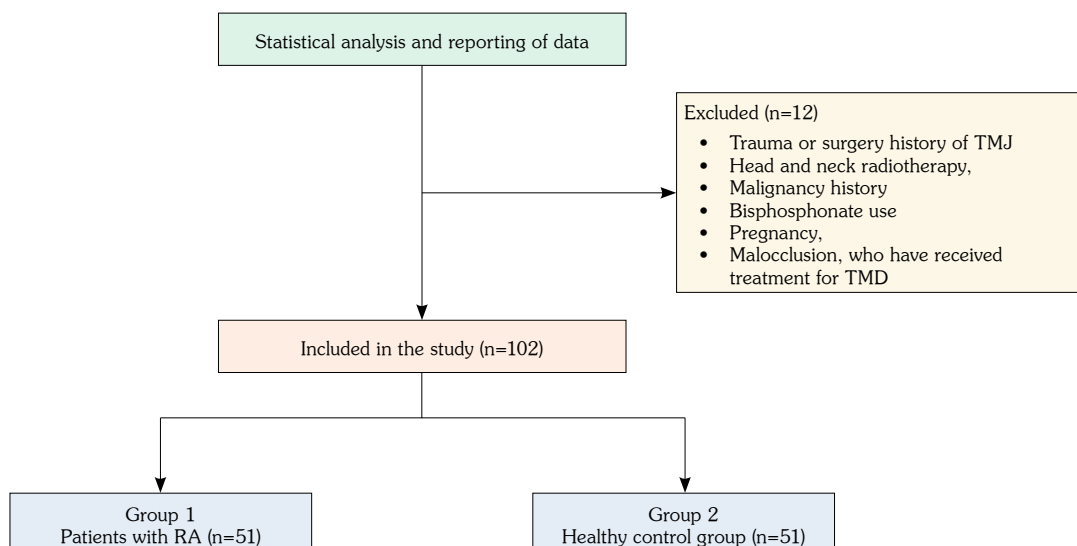 Statistical analysis and reporting of data
Excluded (n=12)
• Trauma or surgery history of TMJ
• Head and neck radiotherapy,
• Malignancy history
• Bisphosphonate use
• Pregnancy,
• Malocclusion, who have received
treatment for TMD
Included in the study (n=102)
Group 1
Patients with RA (n=51)
Group 2
Healthy control group (n=51)